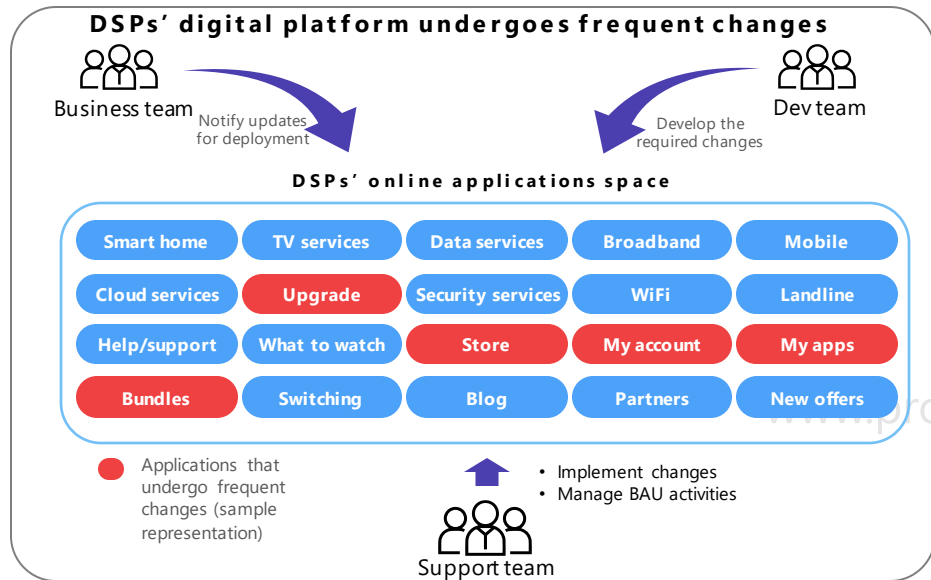 DSPs' digital platform undergoes frequent changes
Business team
Dev team
Notify updates
for deployment
Develop the
required changes
DSPs' online applications space
Smart home
TV services
Data services
Broadband
Mobile
Cloud services
Upgrade
Security services
WiFi
Landline
Help/support
What to watch
Store
My account
My apps
Bundles
Switching
Blog
Partners
New offers
Applications that
undergo frequent
changes (sample
representation)
• Implement changes
• Manage BAU activities
Support team